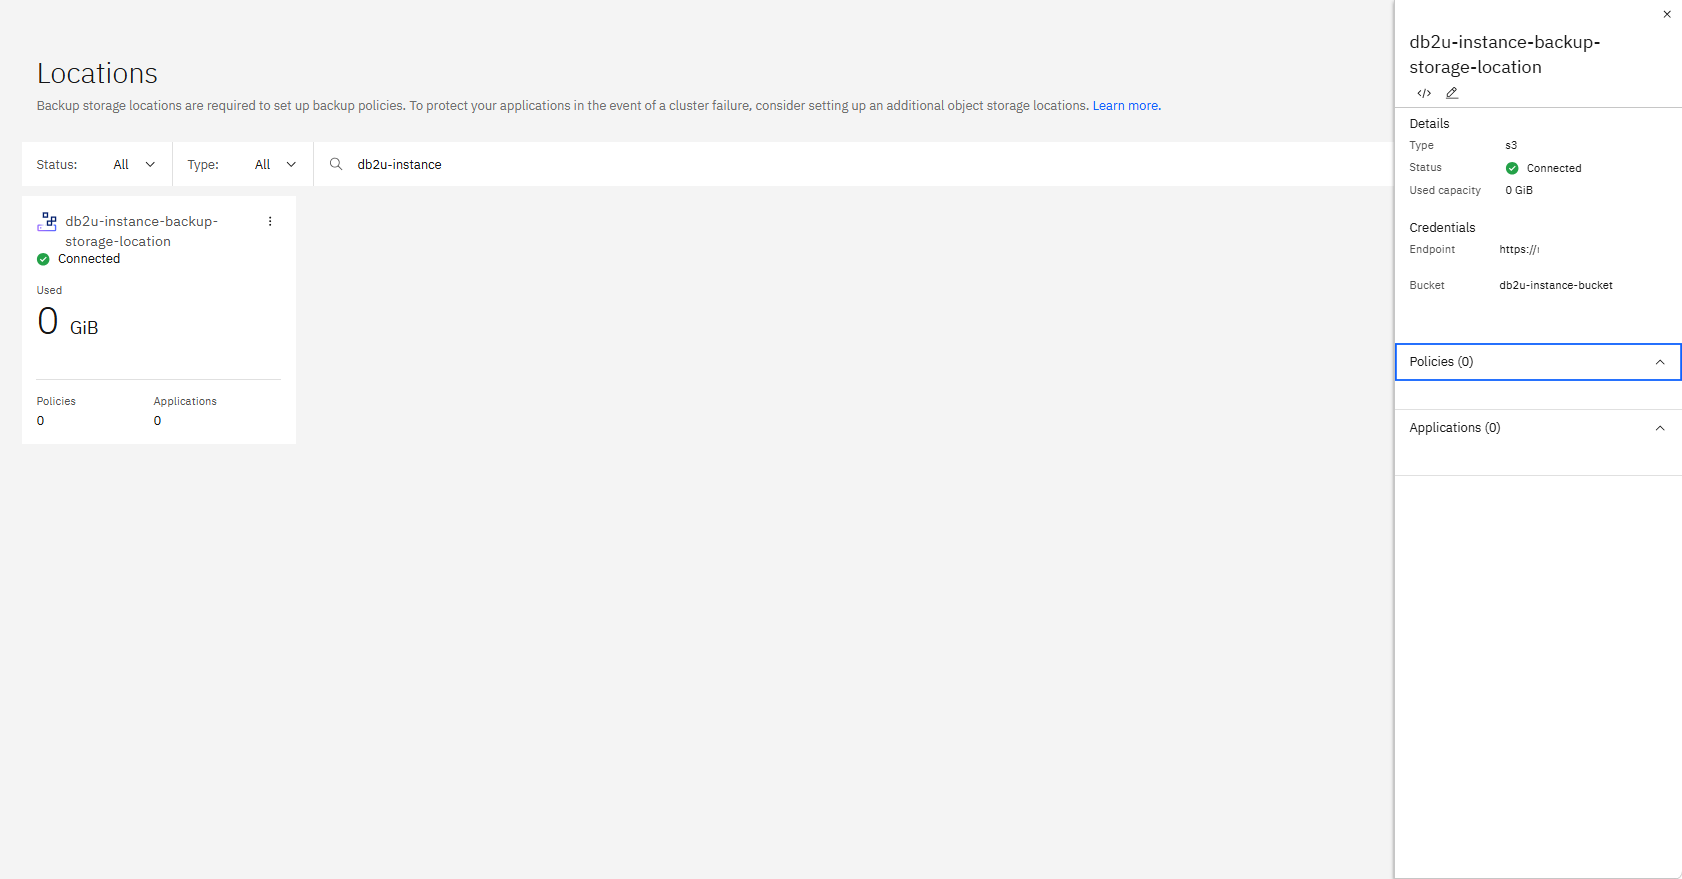 Locations
Backup storage locations are required to set up backup policies. To protect your applications in the event of a cluster failure, consider setting up an additional object storage locations. Learn more.
Status: All
Type: All
db2u-instance
db2u-instance-backup-
storage-location
Connected
Used
0 GiB
Policies Applications
0 0
db2u-instance-backup-
storage-location
Details
Type s3
Status Connected
Used capacity 0 GiB
Credentials
Endpoint https://
Bucket db2u-instance-bucket
Policies (0)
Applications (0)